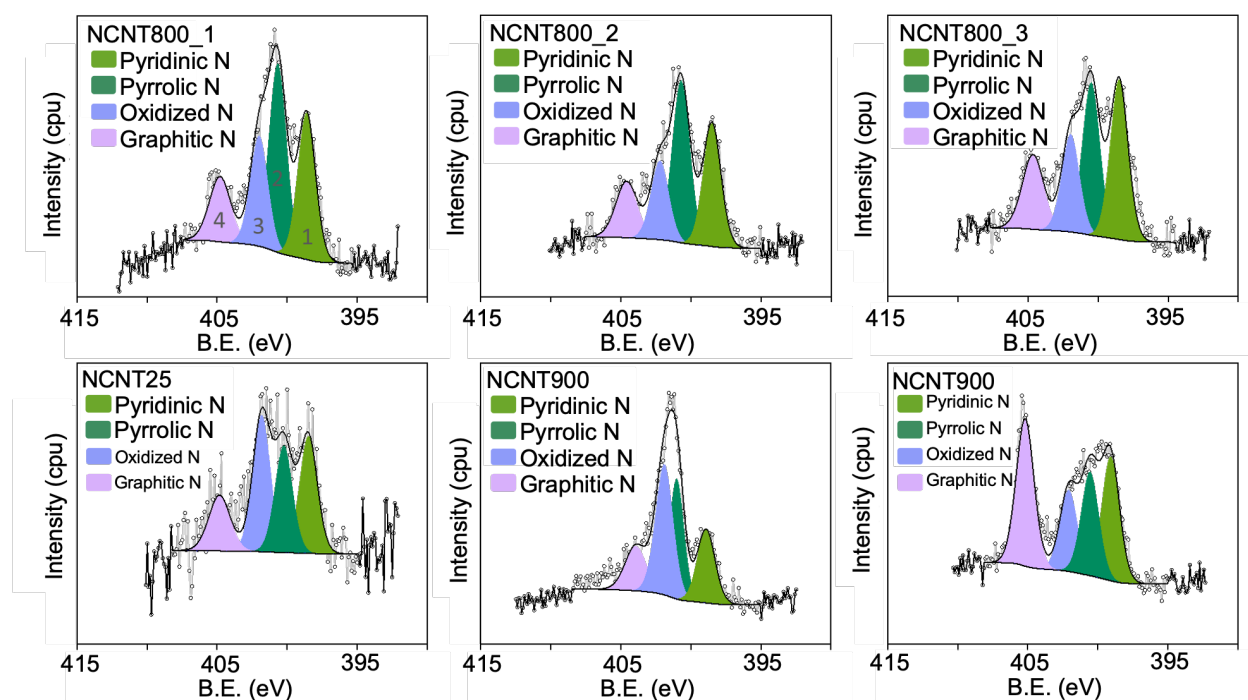 NCNT800_1
Pyridinic N
Pyrrolic N
Oxidized N
Graphitic N
4
3
2
1
Intensity (cpu)
415
405
395
B.E. (eV)
NCNT800_2
Pyridinic N
Pyrrolic N
Oxidized N
Graphitic N
Intensity (cpu)
405
395
B.E. (eV)
NCNT800_3
Pyridinic N
Pyrrolic N
Oxidized N
Graphitic N
Intensity (cpu)
415
405
395
B.E. (eV)
NCNT25
Pyridinic N
Pyrrolic N
Oxidized N
Graphitic N
Intensity (cpu)
415
405
395
B.E. (eV)
NCNT900
Pyridinic N
Pyrrolic N
Oxidized N
Graphitic N
Intensity (cpu)
415
405
395
B.E. (eV)
NCNT900
Pyridinic N
Pyrrolic N
Oxidized N
Graphitic N
Intensity (cpu)
415
405
395
B.E. (eV)